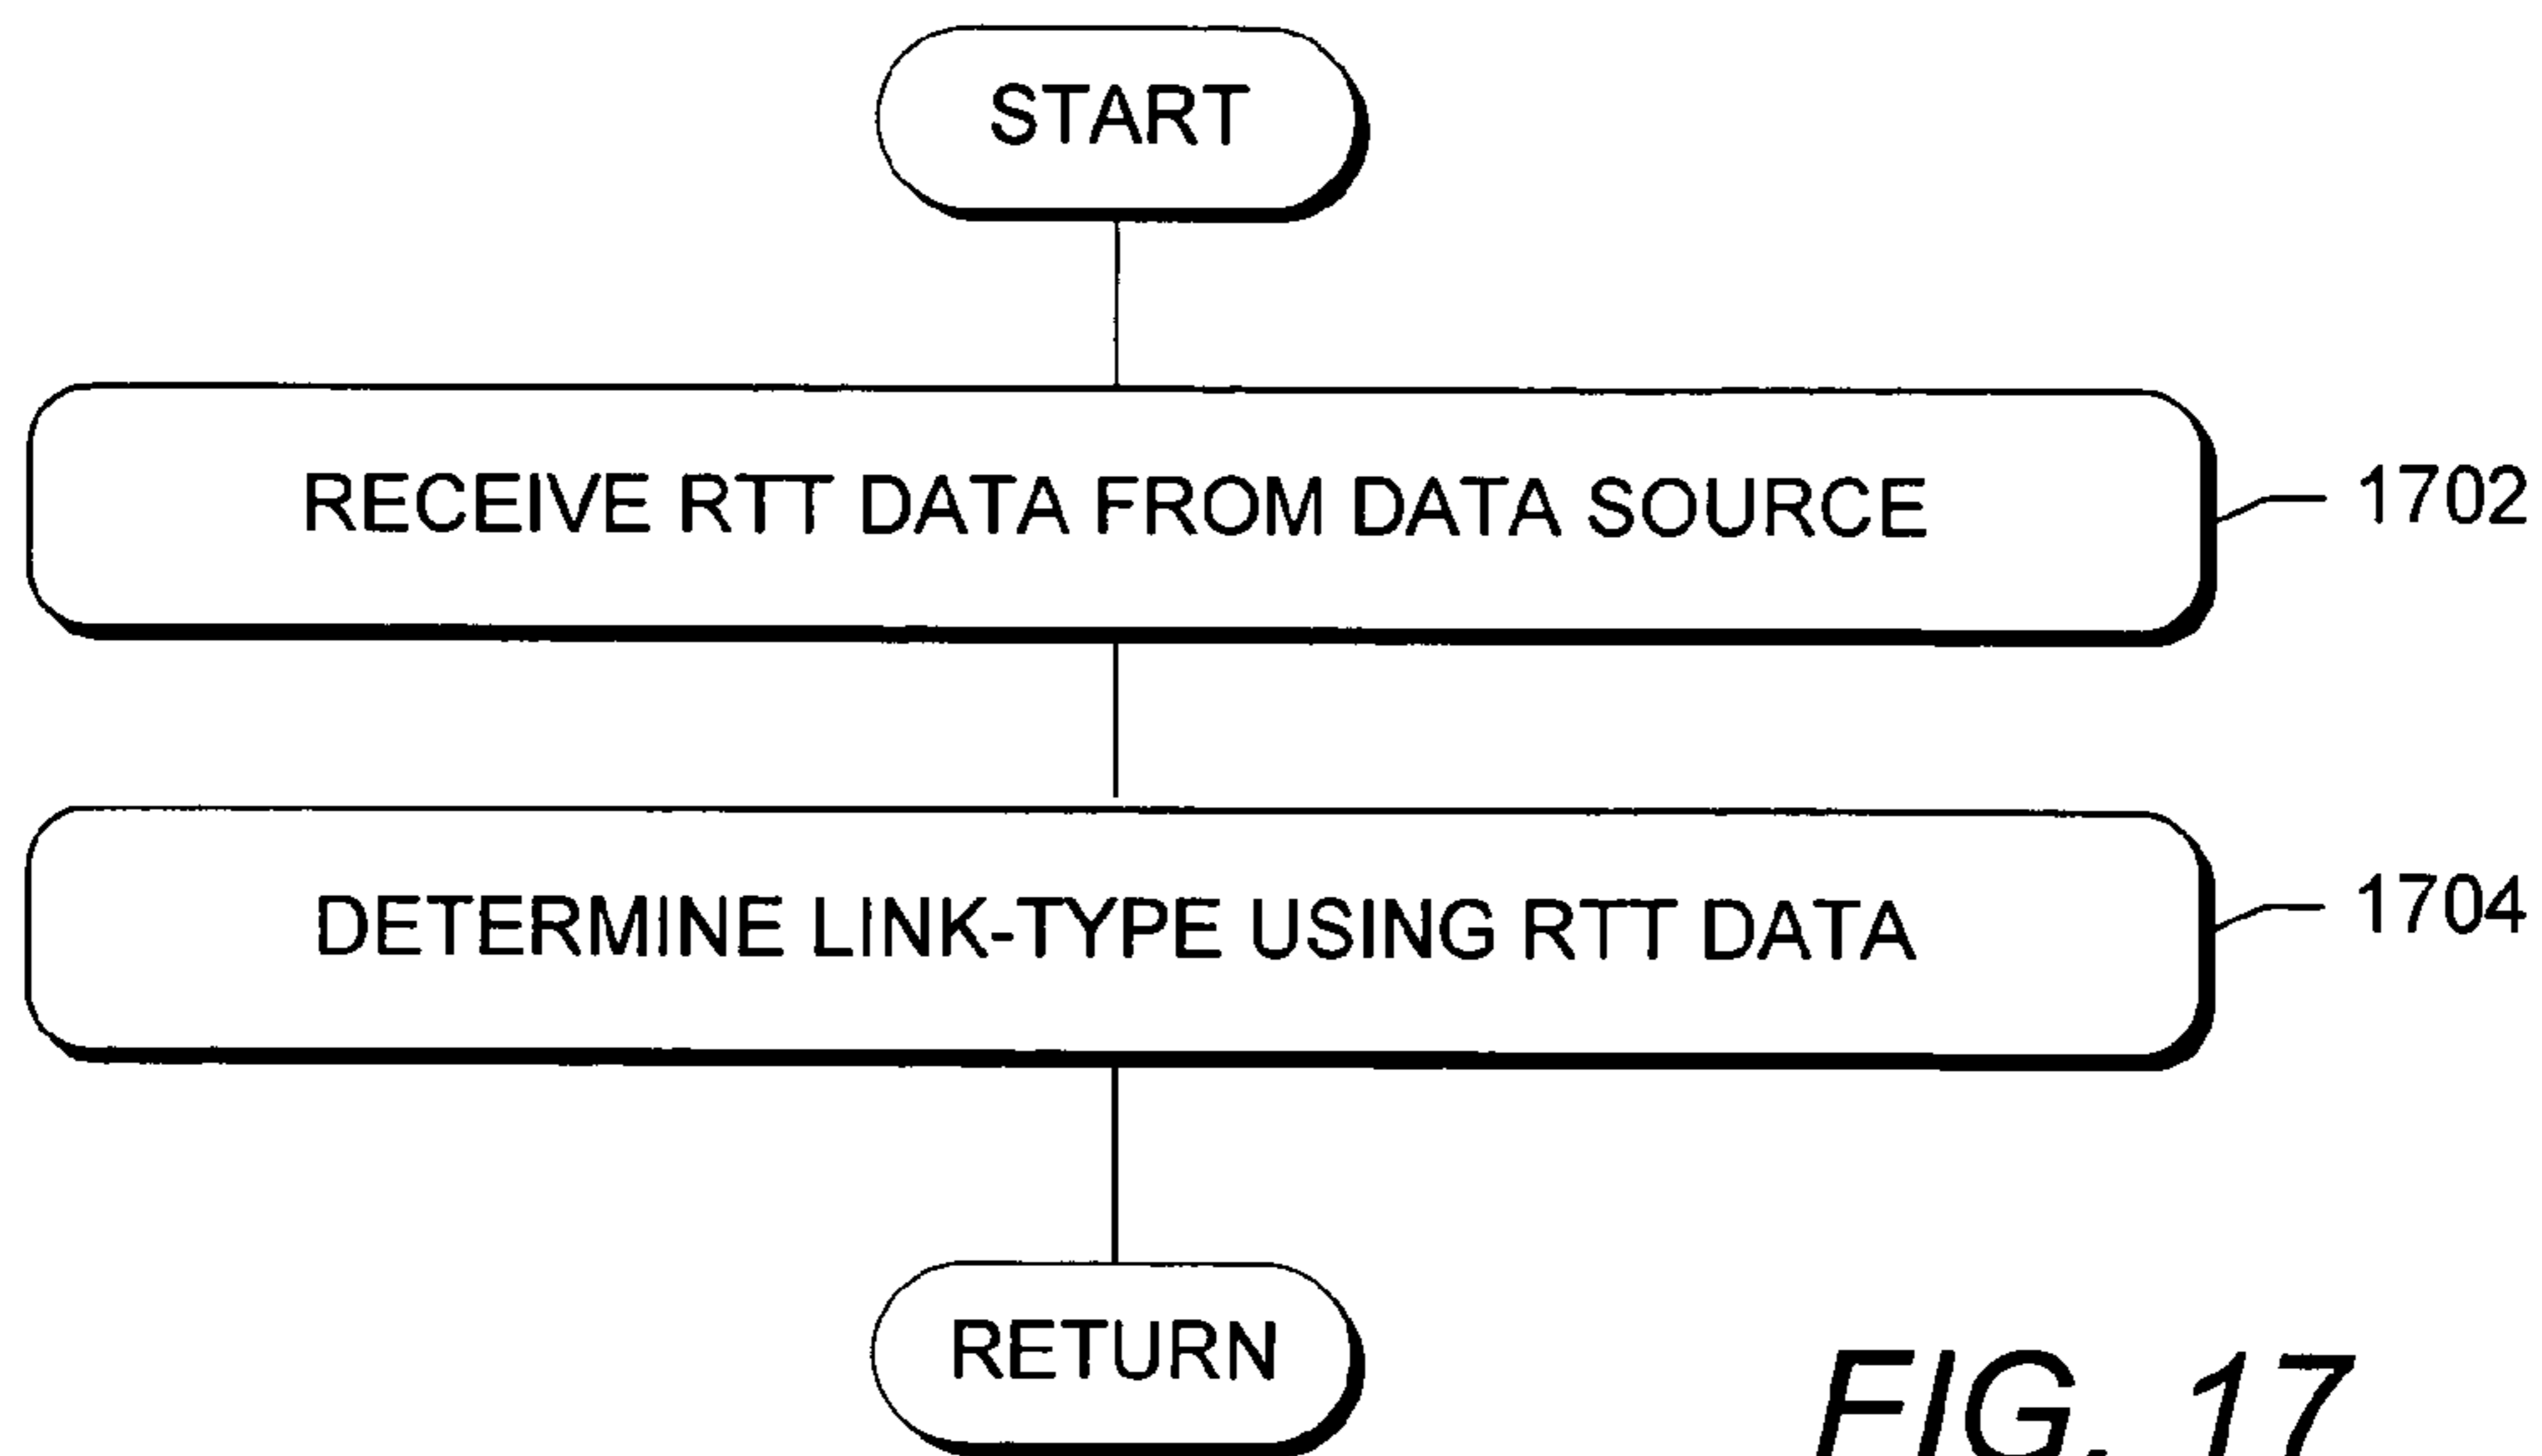 START
RECEIVE RTT DATA FROM DATA SOURCE
1702
DETERMINE LINK-TYPE USING RTT DATA
1704
RETURN
FIG. 17